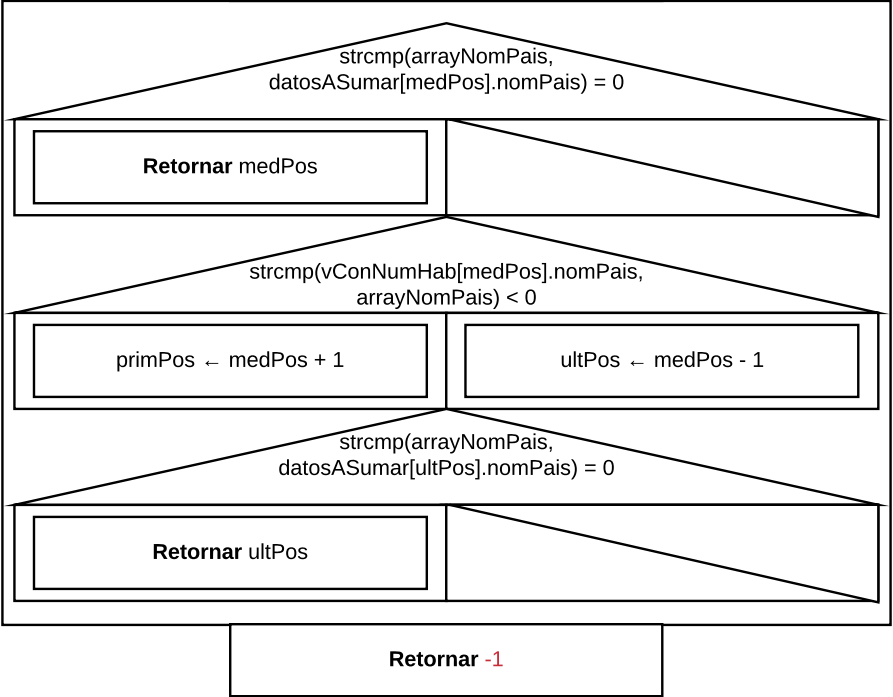 strcmp(arrayNomPais,
datosASumar[medPos].nomPais) = 0
Retornar medPos
strcmp(vConNumHab[medPos].nomPais,
arrayNomPais) < 0
primPos ← medPos + 1
ultPos ← medPos - 1
strcmp(arrayNomPais,
datosASumar[ultPos].nomPais) = 0
Retornar ultPos
Retornar -1